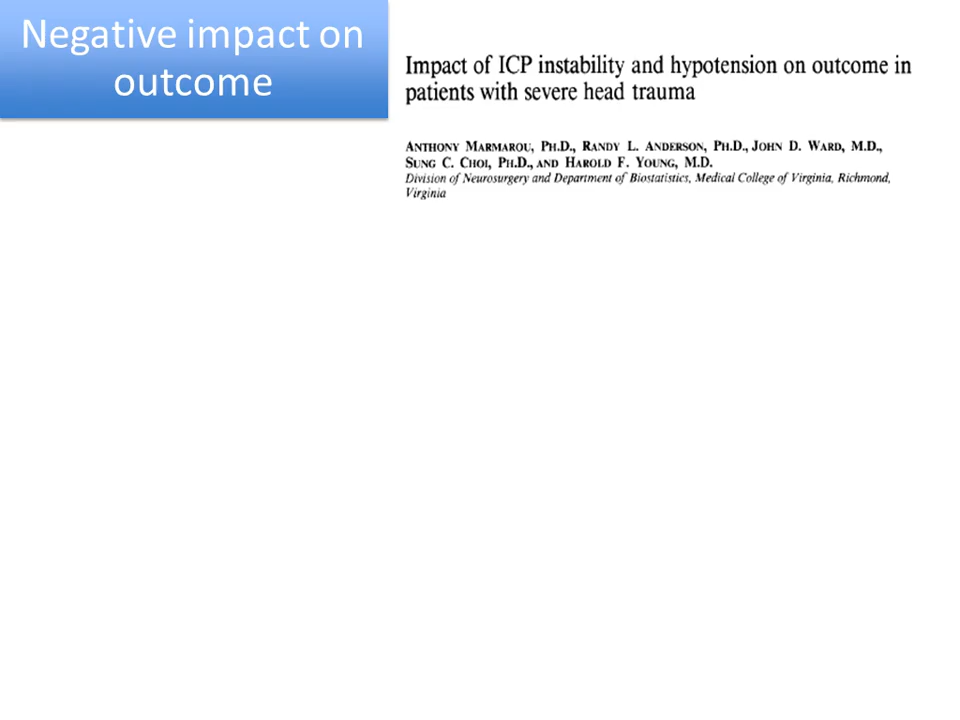 Negative impact on
outcome
Impact of ICP instability and hypotension on outcome in
patients with severe head trauma
ANTHONY MARMAROU, PH.D., RANDY L. ANDERSON, PH.D., JOHN D. WARD, M.D.,
SUNG C. CHOI, PH.D., AND HAROLD F. YOUNG, M.D.
Division of Neurosurgery and Department of Biostatistics, Medical College of Virginia, Richmond,
Virginia